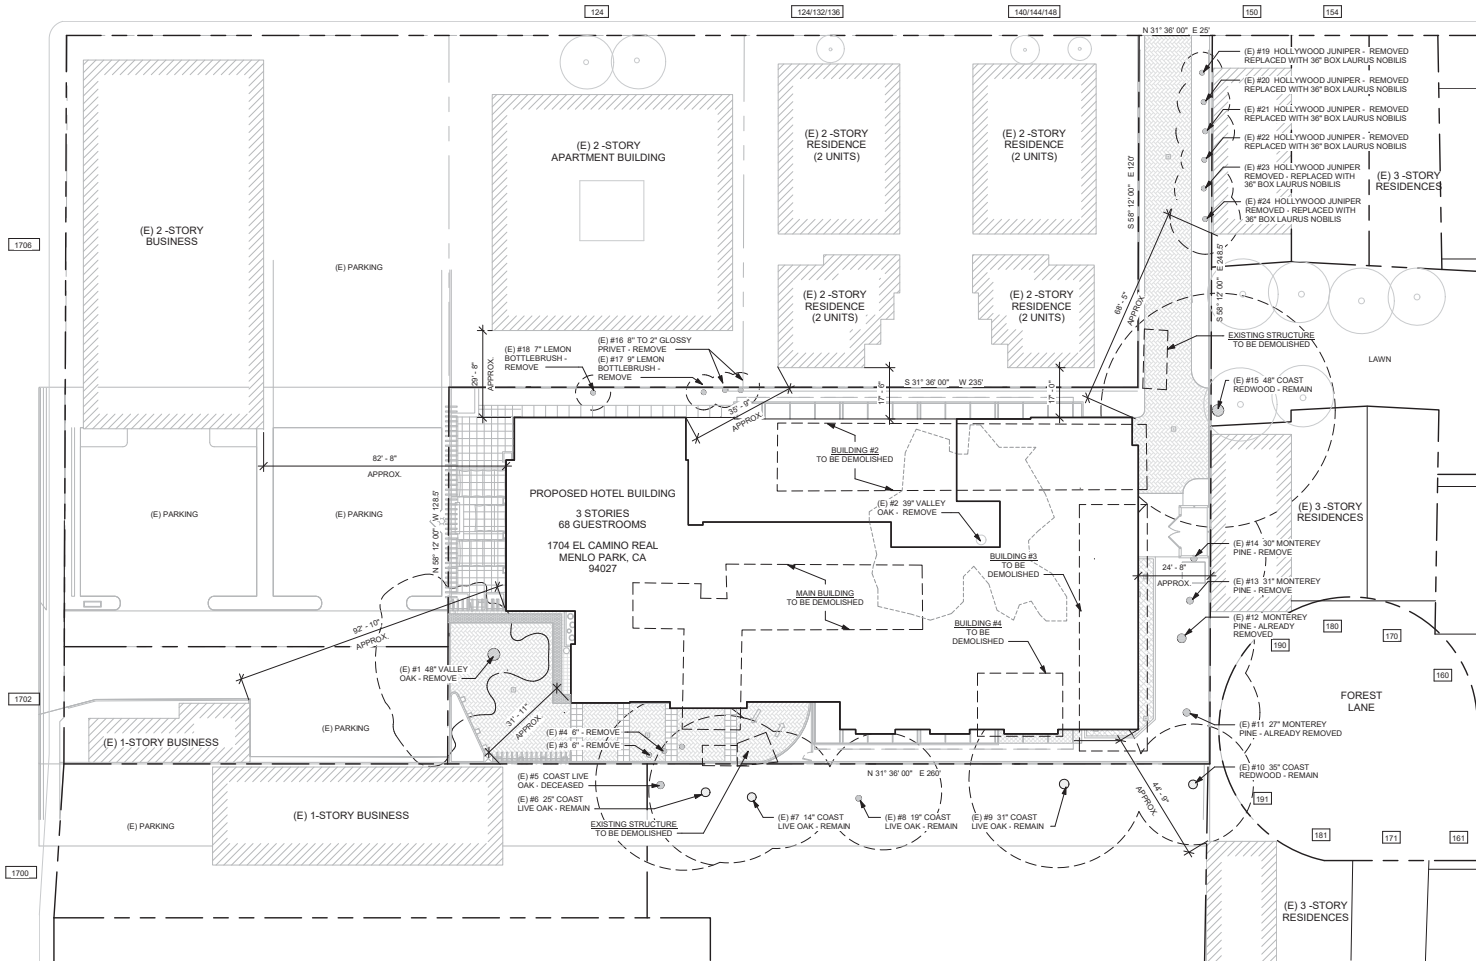 124
124/132/136
140/144/148
150
154
N 31° 36' 00" E 25'
(E) #19 HOLLYWOOD JUNIPER - REMOVED
REPLACED WITH 36" BOX LAURUS NOBILIS
(E) #20 HOLLYWOOD JUNIPER - REMOVED
REPLACED WITH 36" BOX LAURUS NOBILIS
(E) #21 HOLLYWOOD JUNIPER - REMOVED
REPLACED WITH 36" BOX LAURUS NOBILIS
(E) #22 HOLLYWOOD JUNIPER - REMOVED
REPLACED WITH 36" BOX LAURUS NOBILIS
(E) #23 HOLLYWOOD JUNIPER
REMOVED - REPLACED WITH
36" BOX LAURUS NOBILIS
(E) #24 HOLLYWOOD JUNIPER
REMOVED - REPLACED WITH
36" BOX LAURUS NOBILIS
(E) 3 -STORY
RESIDENCES
(E) 2 -STORY
APARTMENT BUILDING
(E) 2 -STORY
RESIDENCE
(2 UNITS)
(E) 2 -STORY
RESIDENCE
(2 UNITS)
S 58° 12' 00" E 120'
(E) 2 -STORY
BUSINESS
1706
(E) PARKING
S 58° 12' 00" E 248.5'
68' - 5"
APPROX.
(E) 2 -STORY
RESIDENCE
(2 UNITS)
(E) 2 -STORY
RESIDENCE
(2 UNITS)
EXISTING STRUCTURE
TO BE DEMOLISHED
LAWN
(E) #18 7" LEMON
BOTTLEBRUSH -
REMOVE
(E) #16 8" TO 2" GLOSSY
PRIVET - REMOVE
(E) #17 9" LEMON
BOTTLEBRUSH -
REMOVE
29' - 8"
APPROX.
S 31° 36' 00" W 235'
17' - 6"
17' - 0"
35' - 9"
APPROX.
(E) #15 48" COAST
REDWOOD - REMAIN
82' - 8"
APPROX.
BUILDING #2
TO BE DEMOLISHED
(E) PARKING
(E) PARKING
N 58° 12' 00" W 128.5'
PROPOSED HOTEL BUILDING
3 STORIES
68 GUESTROOMS
1704 EL CAMINO REAL
MENLO PARK, CA
94027
(E) #2 39" VALLEY
OAK - REMOVE
(E) 3 -STORY
RESIDENCES
(E) #14 30" MONTEREY
PINE - REMOVE
BUILDING #3
TO BE
DEMOLISHED
24' - 8"
APPROX.
(E) #13 31" MONTEREY
PINE - REMOVE
MAIN BUILDING
TO BE DEMOLISHED
BUILDING #4
TO BE
DEMOLISHED
(E) #12 MONTEREY
PINE - ALREADY
REMOVED
92' - 10"
APPROX.
190
180
170
160
(E) #1 48" VALLEY
OAK - REMOVE
1702
FOREST
LANE
31' - 11"
APPROX.
(E) PARKING
(E) 1-STORY BUSINESS
(E) #4 6" - REMOVE
(E) #3 - REMOVE
(E) #11 27" MONTEREY
PINE - ALREADY REMOVED
(E) #5 COAST LIVE
OAK - DECEASED
(E) #6 25" COAST
LIVE OAK - REMAIN
N 31° 36' 00" E 260'
(E) #10 35" COAST
REDWOOD - REMAIN
44' - 9"
APPROX.
191
(E) PARKING
(E) 1-STORY BUSINESS
EXISTING STRUCTURE
TO BE DEMOLISHED
(E) #7 14" COAST
LIVE OAK - REMAIN
(E) #8 19" COAST
LIVE OAK - REMAIN
(E) #9 31" COAST
LIVE OAK - REMAIN
181
171
161
1700
(E) 3 -STORY
RESIDENCES